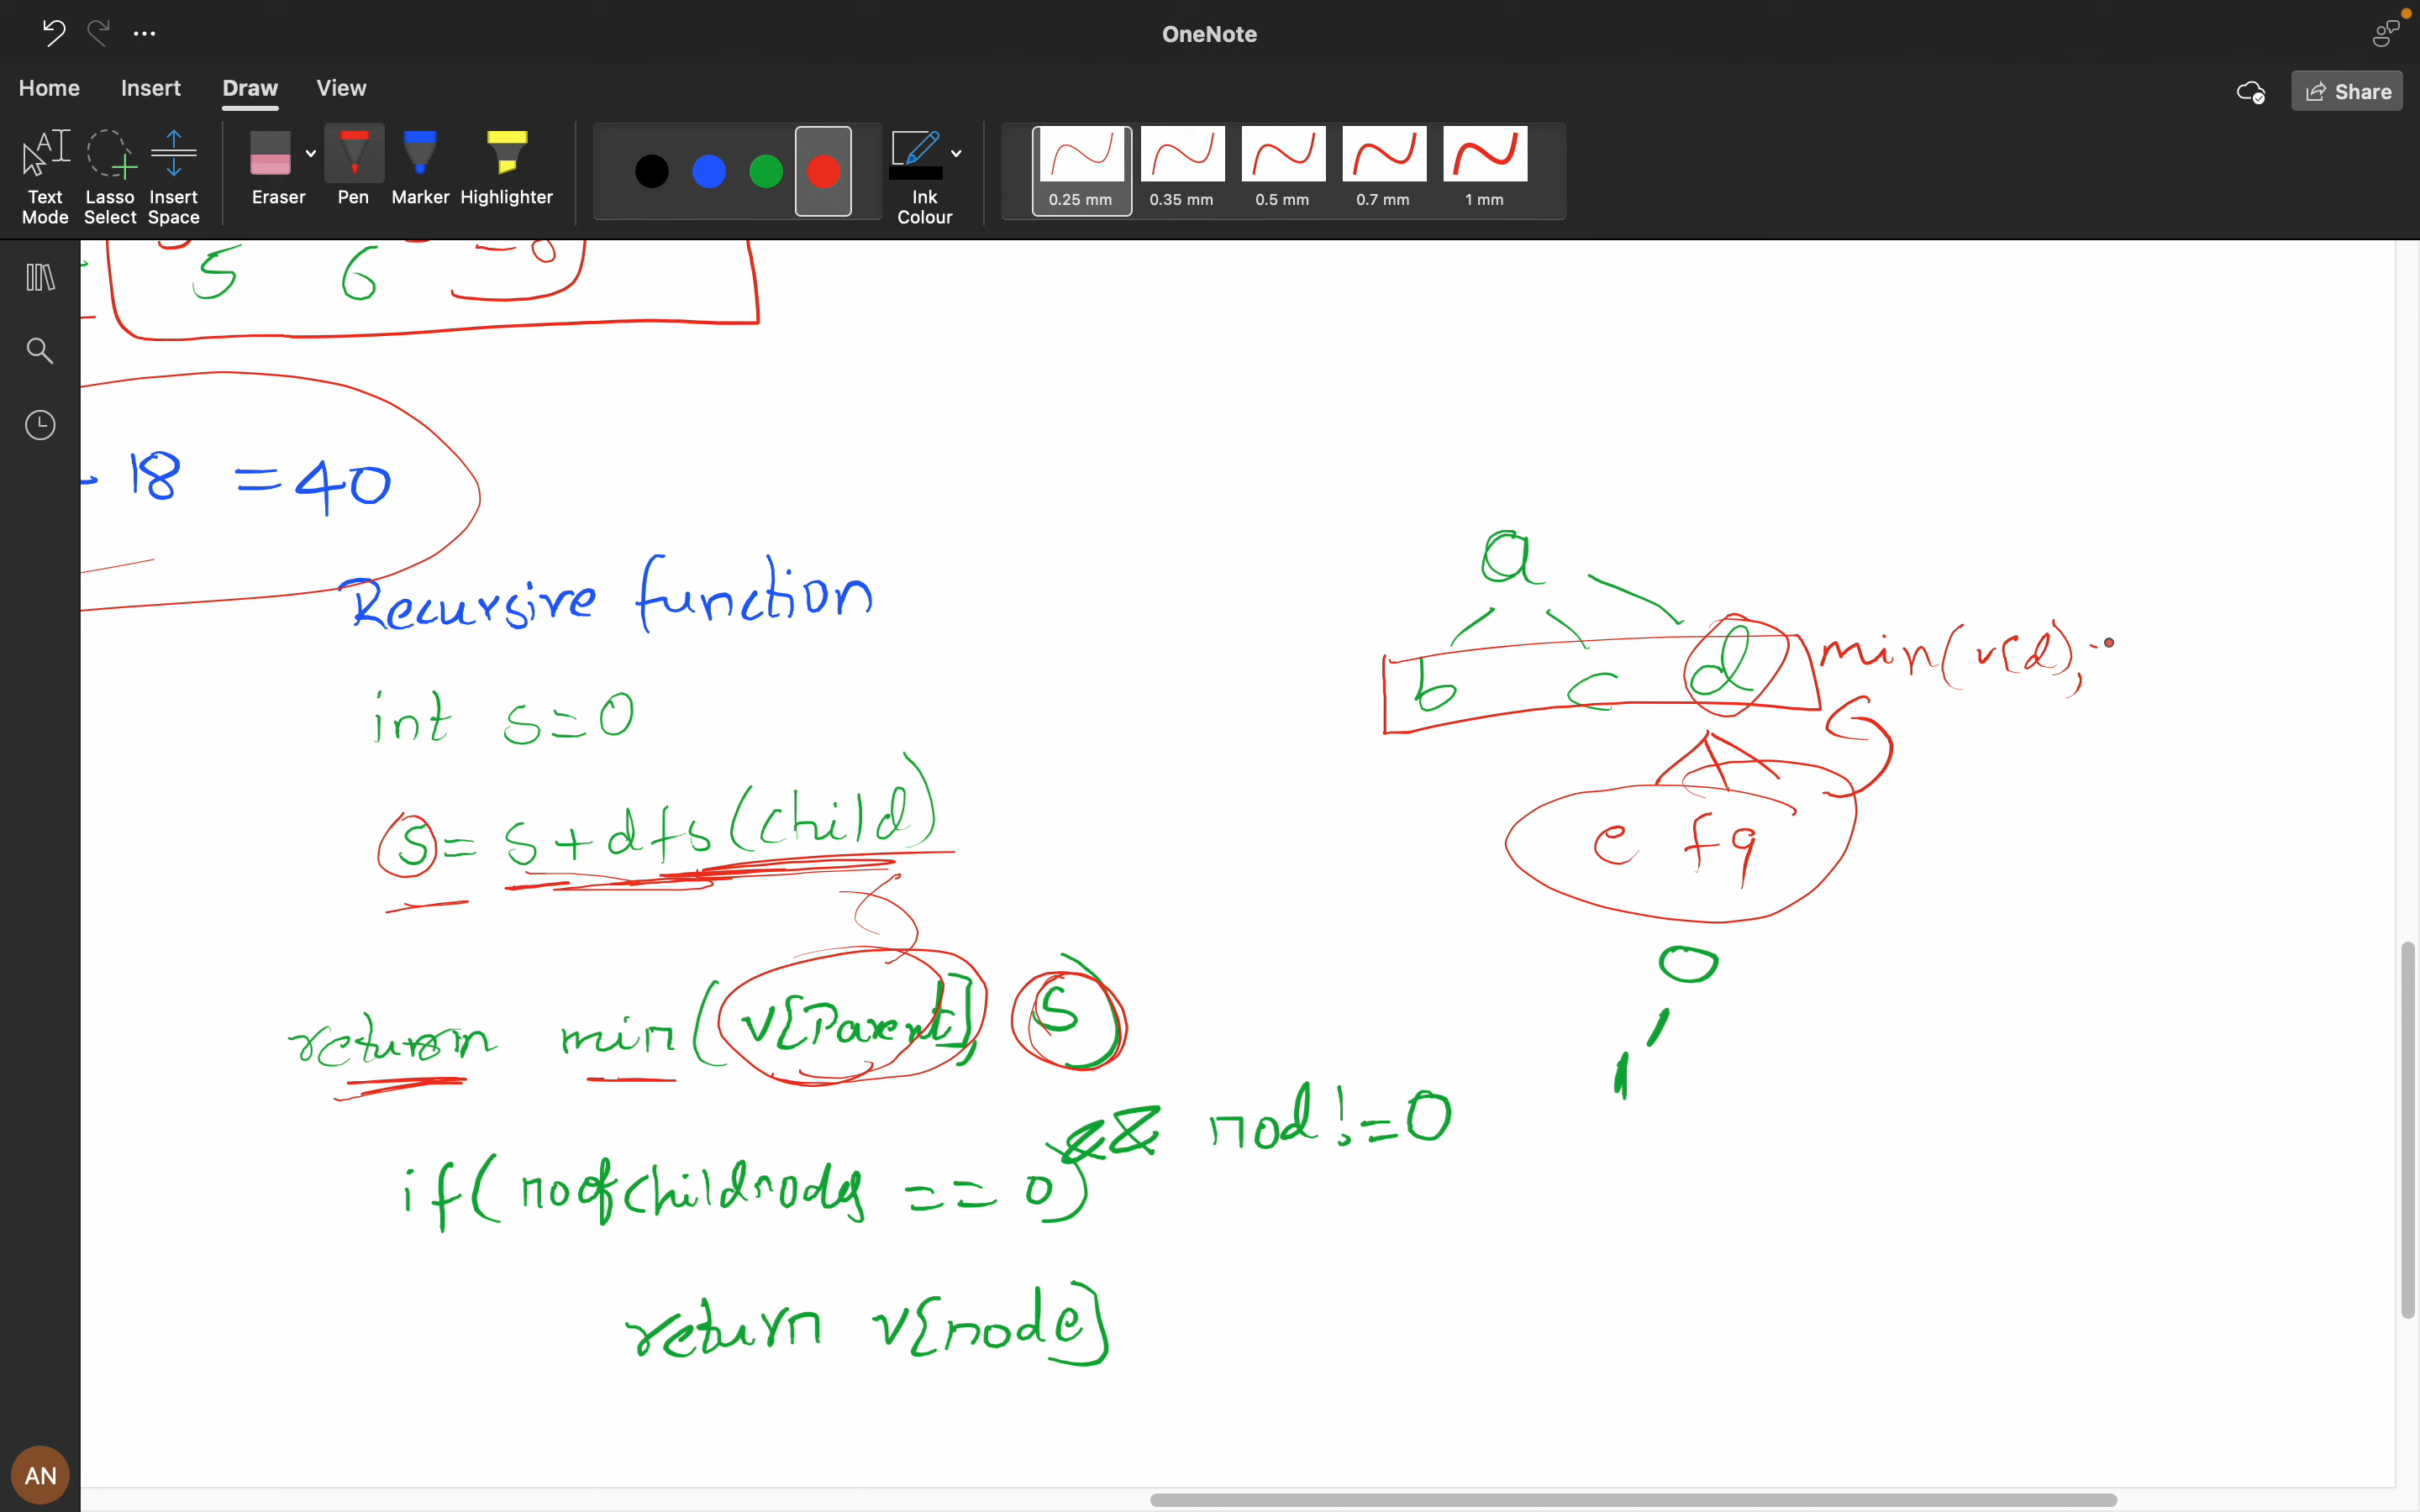 OneNote
Home Insert Draw View
Share
Text Mode
Lasso Select
Insert Space
Eraser
Pen
Marker
Highlighter
Ink Colour
0.25 mm
0.35 mm
0.5 mm
0.7 mm
1 mm
5 6
- 18 = 40
Recursive function
int s=0
s= s+dfs(child)
return min(v[Parent], s)
if(noofchildnodes == 0) && nod!=0
return v[node]
a
b c d min(v(d),
e f g
0
AN